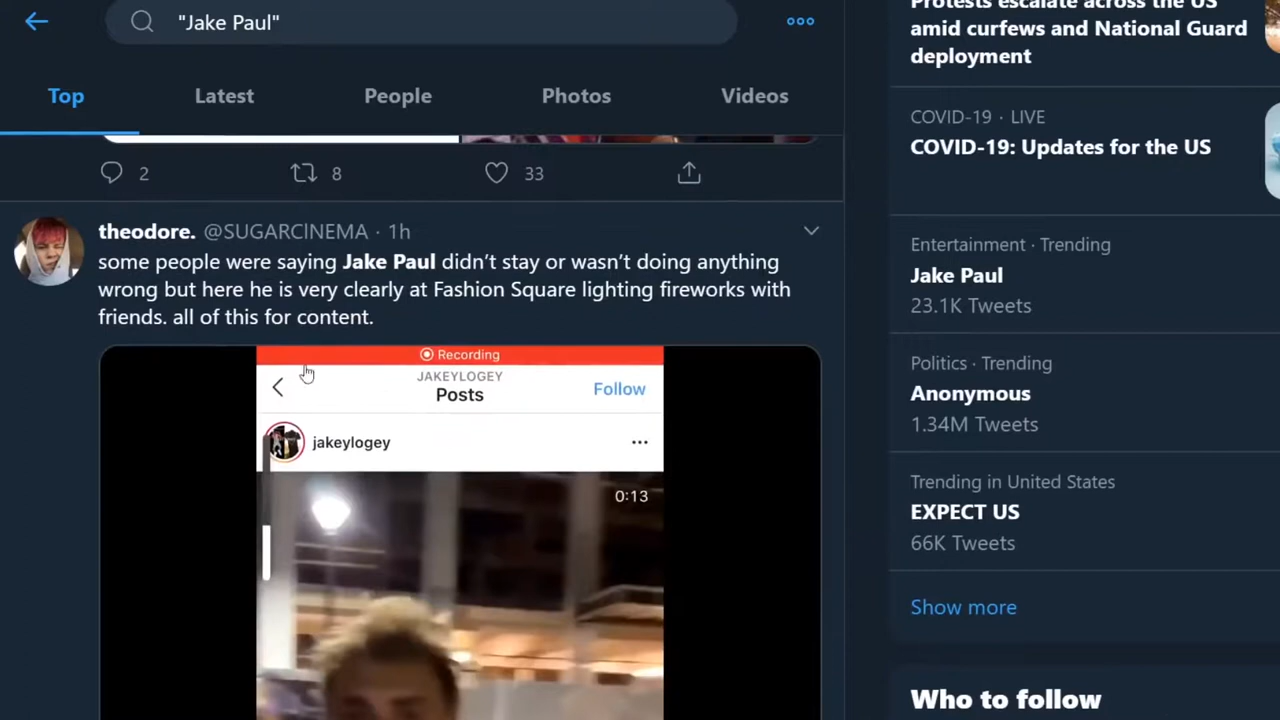 "Jake Paul"
Top
Latest
People
Photos
Videos
2
8
33
theodore. @SUGARCINEMA · 1h
some people were saying Jake Paul didn't stay or wasn't doing anything
wrong but here he is very clearly at Fashion Square lighting fireworks with
friends. all of this for content.
Recording
JAKEYLOGEY
Posts
Follow
jakeylogey
0:13
Protests escalate across the US
amid curfews and National Guard
deployment
COVID-19 · LIVE
COVID-19: Updates for the US
Entertainment · Trending
Jake Paul
23.1K Tweets
Politics · Trending
Anonymous
1.34M Tweets
Trending in United States
EXPECT US
66K Tweets
Show more
Who to follow